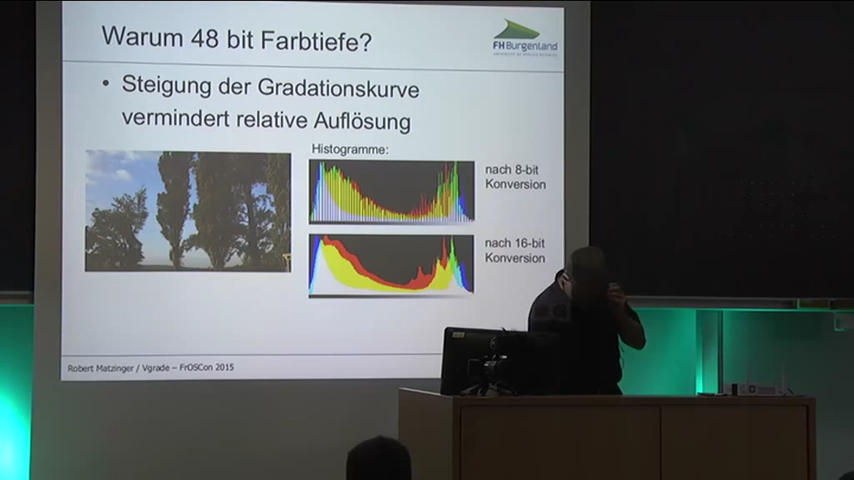 Warum 48 bit Farbtiefe?
FH Burgenland
• Steigung der Gradationskurve
vermindert relative Auflösung
Histogramme:
nach 8-bit
Konversion
nach 16-bit
Konversion
Robert Matzinger / Vgrade – FrOSCon 2015